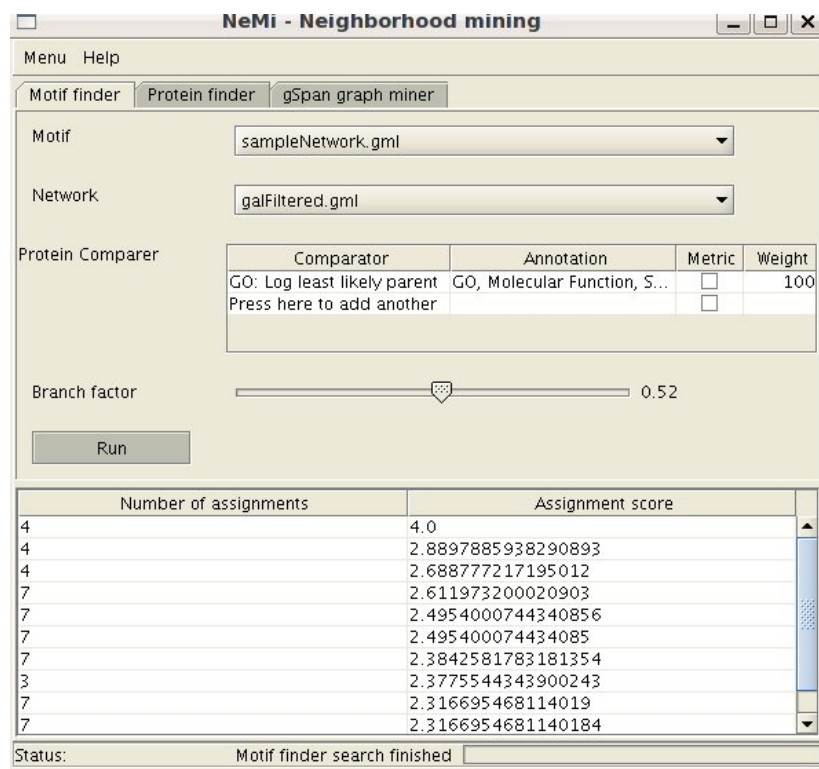 NeMi - Neighborhood mining
Menu Help
Motif finder Protein finder gSpan graph miner
Motif sampleNetwork.gml
Network galFiltered.gml
Protein Comparer
Comparator Annotation Metric Weight
GO: Log least likely parent GO, Molecular Function, S... 100
Press here to add another
Branch factor 0.52
Run
Number of assignments Assignment score
4 4.0
4 2.8897885938290893
4 2.688777217195012
7 2.611973200020903
7 2.4954000744340856
7 2.495400074434085
7 2.3842581783181354
3 2.3775544343900243
7 2.316695468114019
7 2.3166954681140184
Status: Motif finder search finished